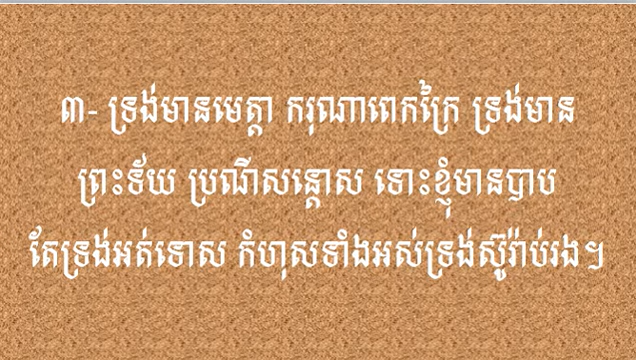 ៣- ទ្រង់មានមេត្តា ករុណាពេកក្រៃ ទ្រង់មាន
ព្រះទ័យ ប្រណីសន្តោស ទោះខ្ញុំមានបាប
តែទ្រង់អត់ទោស កំហុសទាំងអស់ទ្រង់ស៊ូរ៉ាប់រង៕